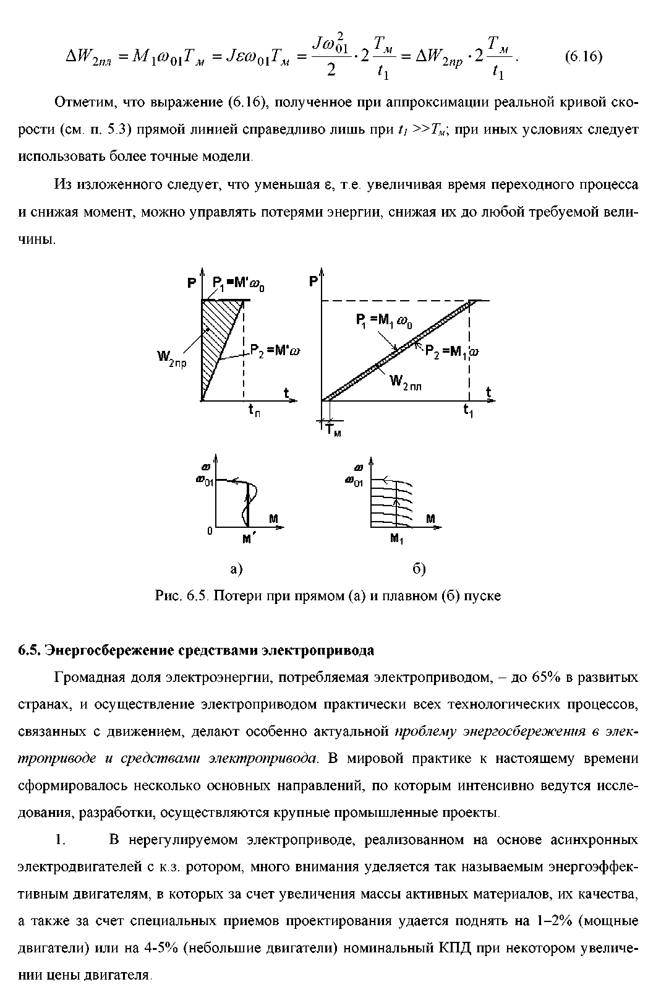 ΔW₂пл = M₁ω₀₁Tм = Jεω₀₁Tм = Jω₀₁²/2 · 2 Tм/t₁ = ΔW₂пр · 2 Tм/t₁. (6.16)
Отметим, что выражение (6.16), полученное при аппроксимации реальной кривой ско-
рости (см. п. 5.3) прямой линией справедливо лишь при t₁ >>Tм; при иных условиях следует
использовать более точные модели.
Из изложенного следует, что уменьшая ε, т.е. увеличивая время переходного процесса
и снижая момент, можно управлять потерями энергии, снижая их до любой требуемой вели-
чины.
P P₁ =M'ω₀ P
P₁ =M₁ ω₀
W₂пр P₂ =M'ω P₂ =M₁ω
W₂пл
t t
tп t₁
Tм
ω ω
ω₀₁ ω₀₁
M M
0 M' M₁
а) б)
Рис. 6.5. Потери при прямом (а) и плавном (б) пуске
6.5. Энергосбережение средствами электропривода
Громадная доля электроэнергии, потребляемая электроприводом, – до 65% в развитых
странах, и осуществление электроприводом практически всех технологических процессов,
связанных с движением, делают особенно актуальной проблему энергосбережения в элек-
троприводе и средствами электропривода. В мировой практике к настоящему времени
сформировалось несколько основных направлений, по которым интенсивно ведутся иссле-
дования, разработки, осуществляются крупные промышленные проекты.
1. В нерегулируемом электроприводе, реализованном на основе асинхронных
электродвигателей с к.з. ротором, много внимания уделяется так называемым энергоэффек-
тивным двигателям, в которых за счет увеличения массы активных материалов, их качества,
а также за счет специальных приемов проектирования удается поднять на 1–2% (мощные
двигатели) или на 4-5% (небольшие двигатели) номинальный КПД при некотором увеличе-
нии цены двигателя.